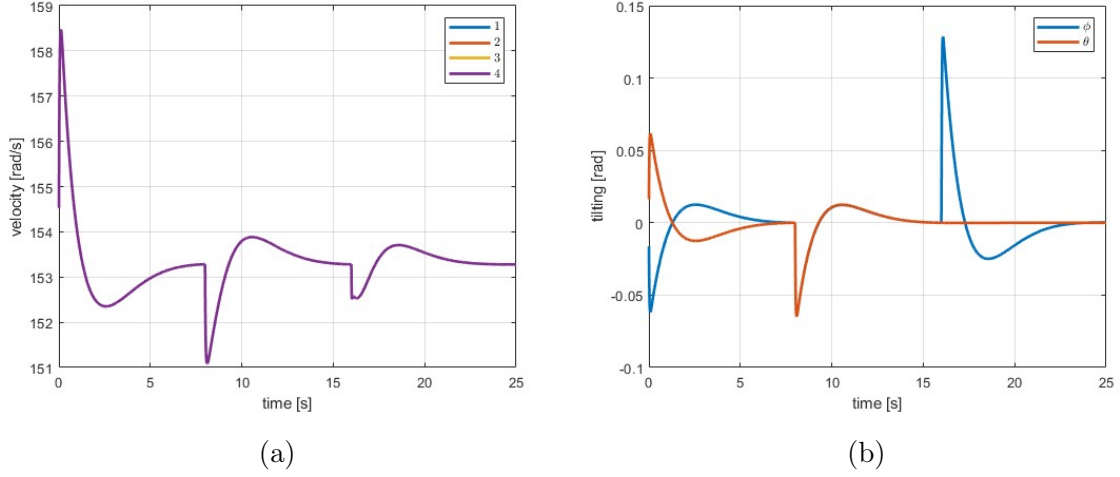 159
158
157
156
155
154
153
152
151
velocity [rad/s]
0 5 10 15 20 25
time [s]
1
2
3
4
(a)
0.15
0.1
0.05
0
-0.05
-0.1
tilting [rad]
0 5 10 15 20 25
time [s]
ϕ
θ
(b)